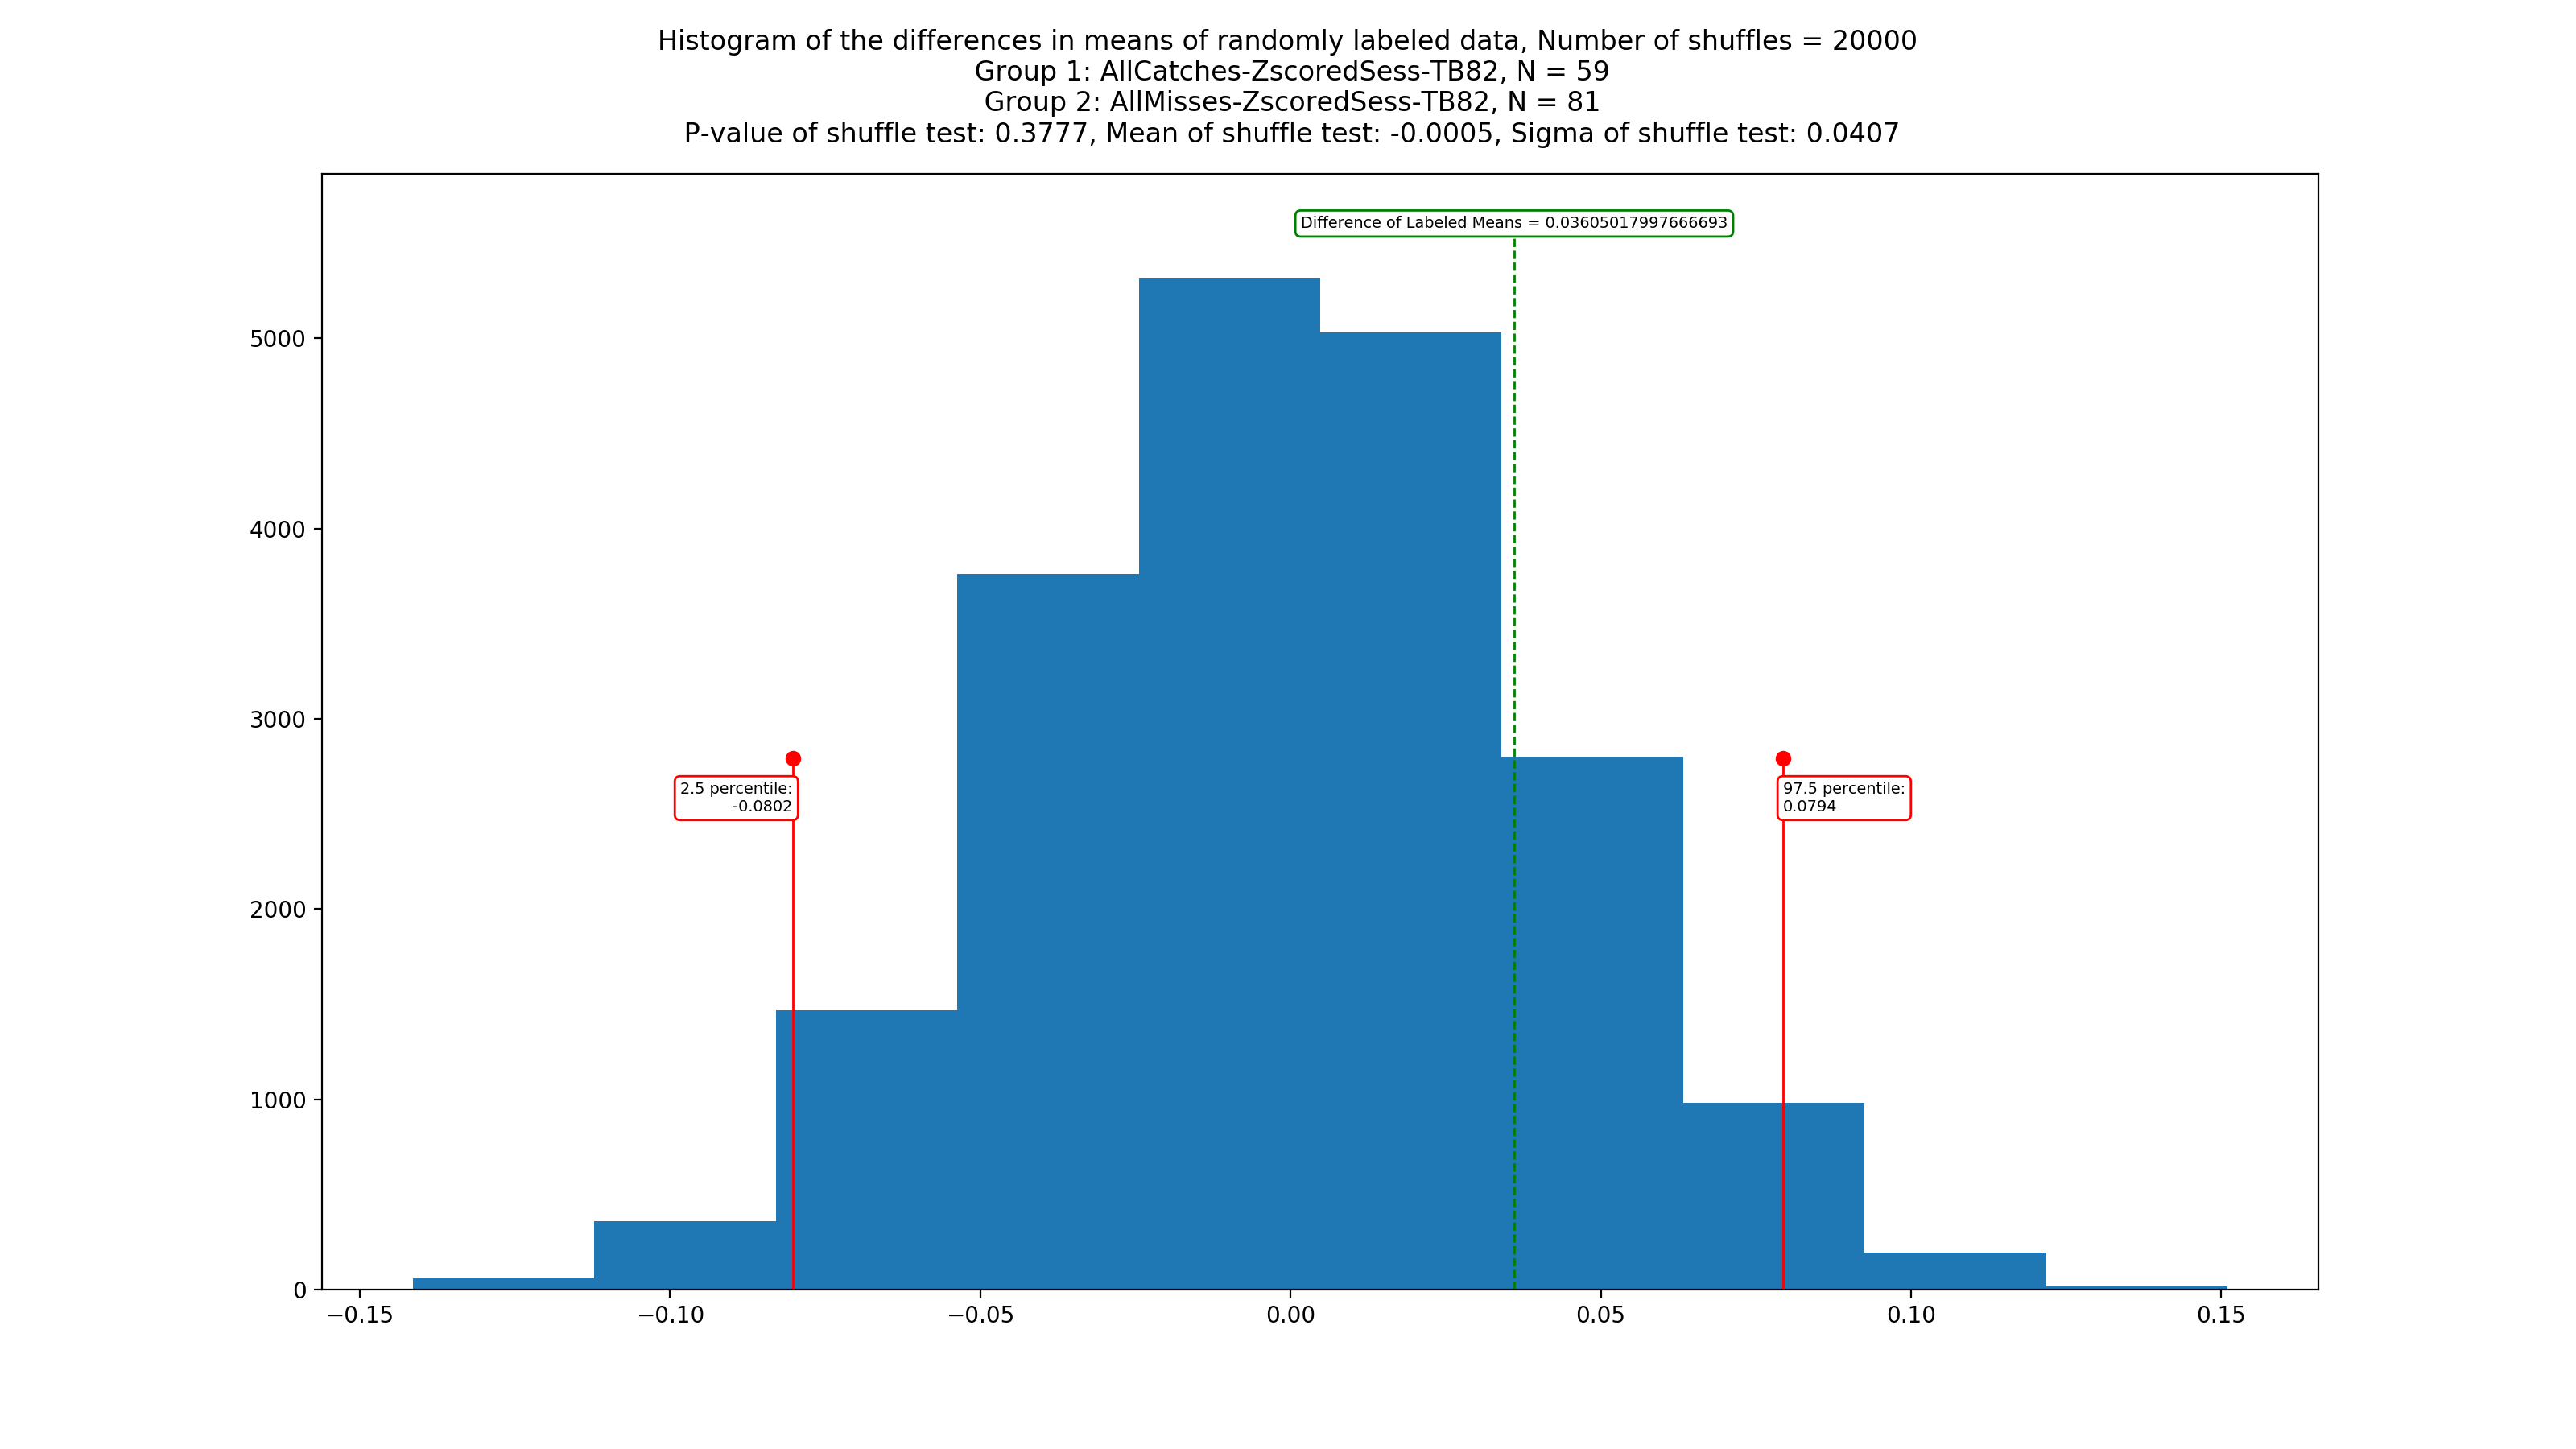 Histogram of the differences in means of randomly labeled data, Number of shuffles = 20000
Group 1: AllCatches-ZscoredSess-TB82, N = 59
Group 2: AllMisses-ZscoredSess-TB82, N = 81
P-value of shuffle test: 0.3777, Mean of shuffle test: -0.0005, Sigma of shuffle test: 0.0407
Difference of Labeled Means = 0.03605017997666693
5000
4000
3000
2.5 percentile:
-0.0802
97.5 percentile:
0.0794
2000
1000
0
−0.15
−0.10
−0.05
0.00
0.05
0.10
0.15